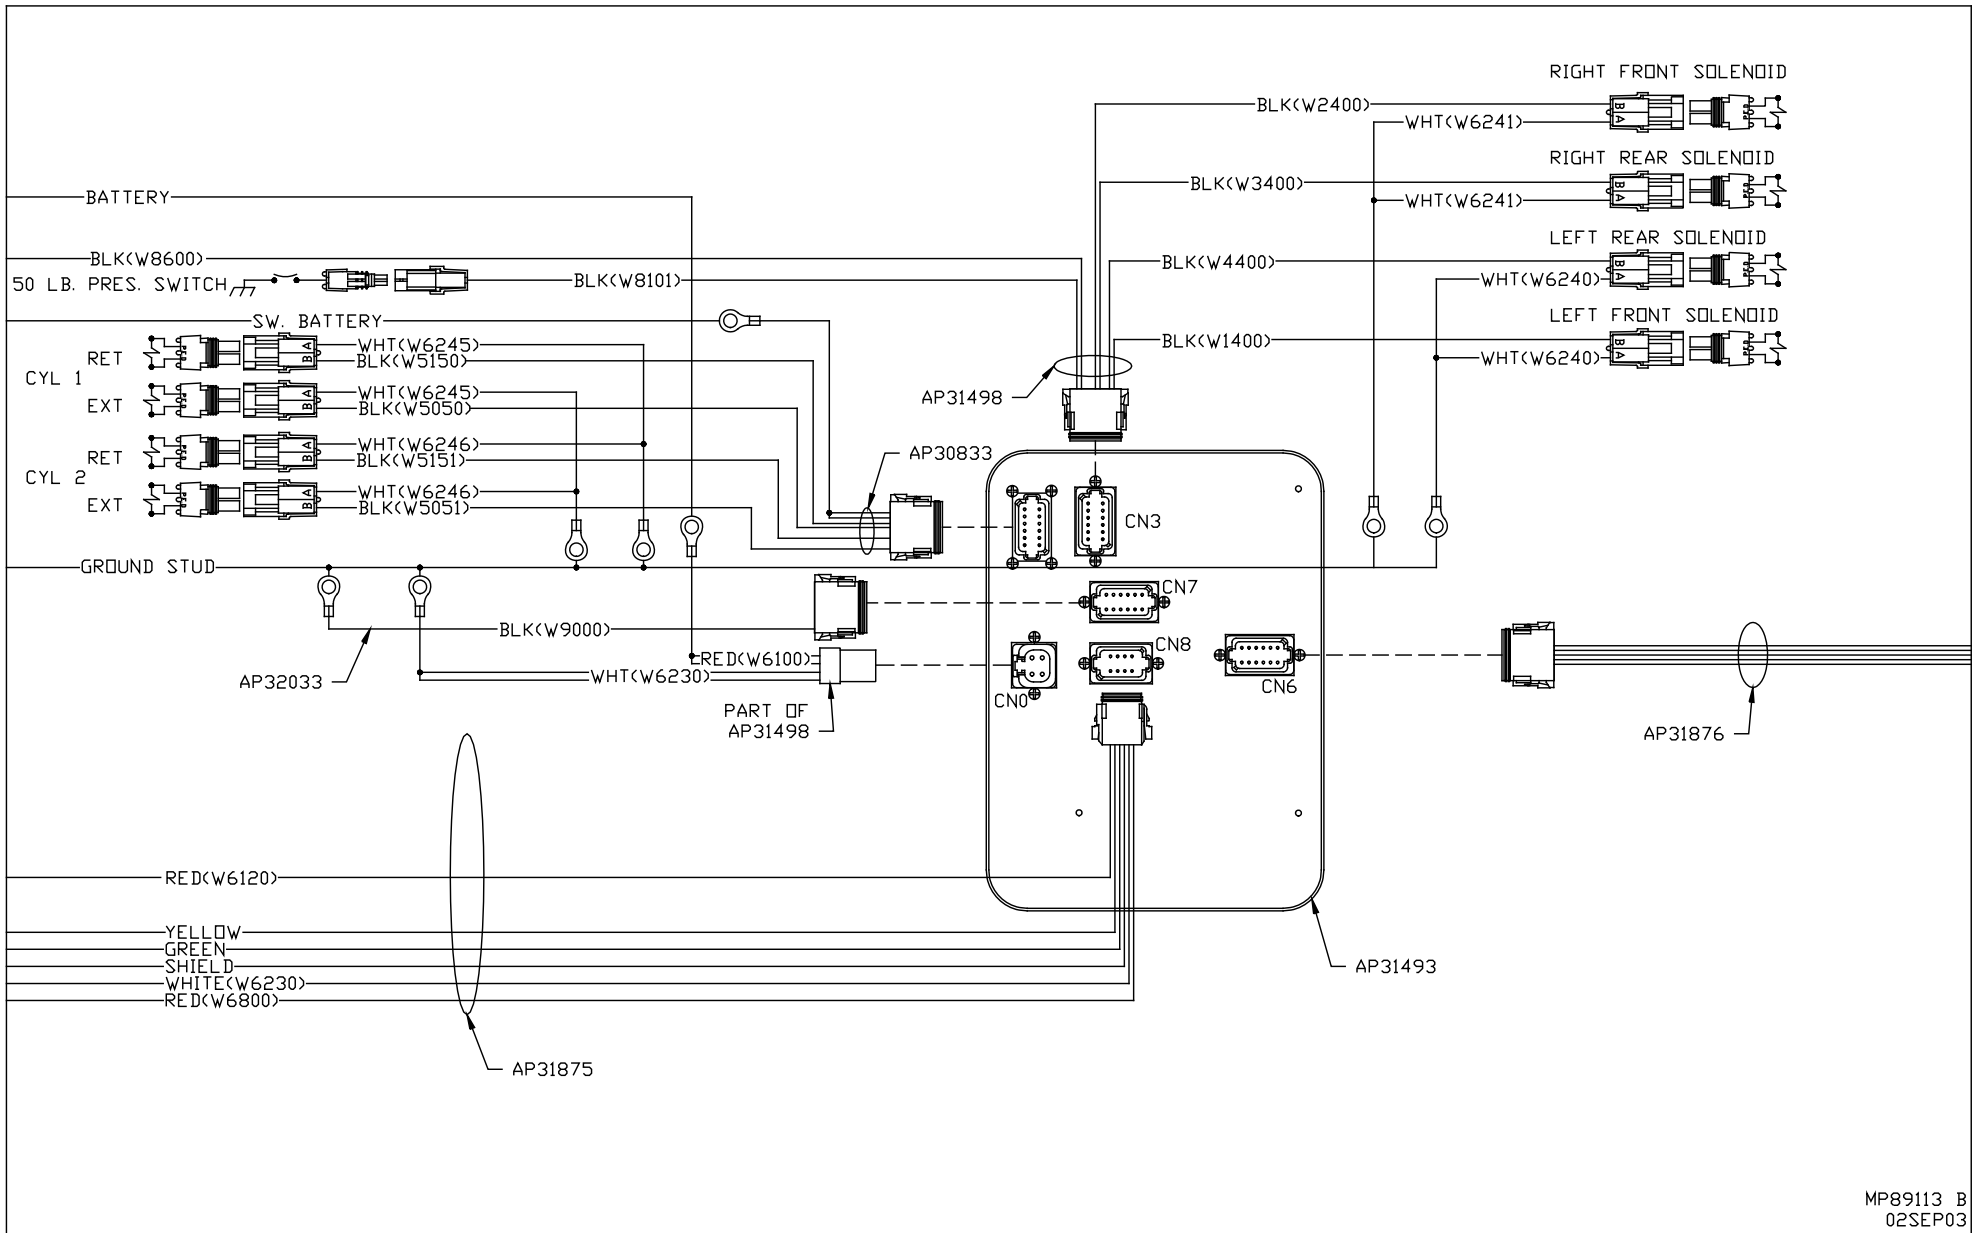 RIGHT FRONT SOLENOID
BLK(W2400)
B
A
WHT(W6241)
RIGHT REAR SOLENOID
BLK(W3400)
B
A
WHT(W6241)
BATTERY
LEFT REAR SOLENOID
BLK(W8600)
BLK(W4400)
B
A
50 LB. PRES. SWITCH
BLK(W8101)
WHT(W6240)
LEFT FRONT SOLENOID
SW. BATTERY
BLK(W1400)
B
A
WHT(W6240)
CYL 1
RET
A
B
WHT(W6245)
BLK(W5150)
EXT
A
B
WHT(W6245)
BLK(W5050)
AP31498
CYL 2
RET
A
B
WHT(W6246)
BLK(W5151)
EXT
A
B
WHT(W6246)
BLK(W5051)
AP30833
CN3
GROUND STUD
CN7
BLK(W9000)
CN8
RED(W6100)
WHT(W6230)
AP32033
CN0
CN6
PART OF
AP31498
AP31876
RED(W6120)
YELLOW
GREEN
SHIELD
WHITE(W6230)
RED(W6800)
AP31493
AP31875
MP89113 B
02SEP03